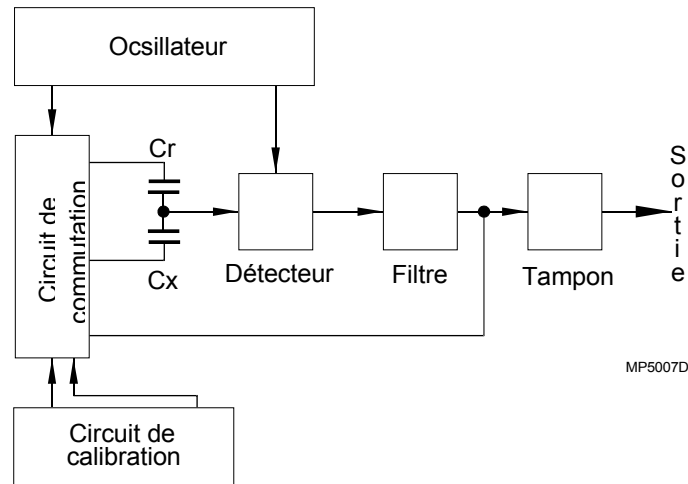 Ocsillateur
Cr
Cx
Circuit de
commutation
Détecteur
Filtre
Tampon
Sortie
MP5007D
Circuit de
calibration